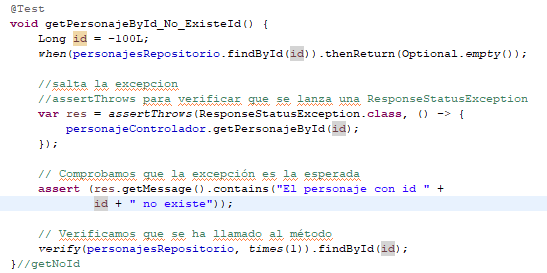 @Test
void getPersonajeById_No_ExisteId() {
Long id = -100L;
when(personajesRepositorio.findById(id)).thenReturn(Optional.empty());
//salta la excepcion
//assertThrows para verificar que se lanza una ResponseStatusException
var res = assertThrows(ResponseStatusException.class, () -> {
personajeControlador.getPersonajeById(id);
});
// Comprobamos que la excepción es la esperada
assert (res.getMessage().contains("El personaje con id " +
id + " no existe"));
// Verificamos que se ha llamado al método
verify(personajesRepositorio, times(1)).findById(id);
}//getNoId